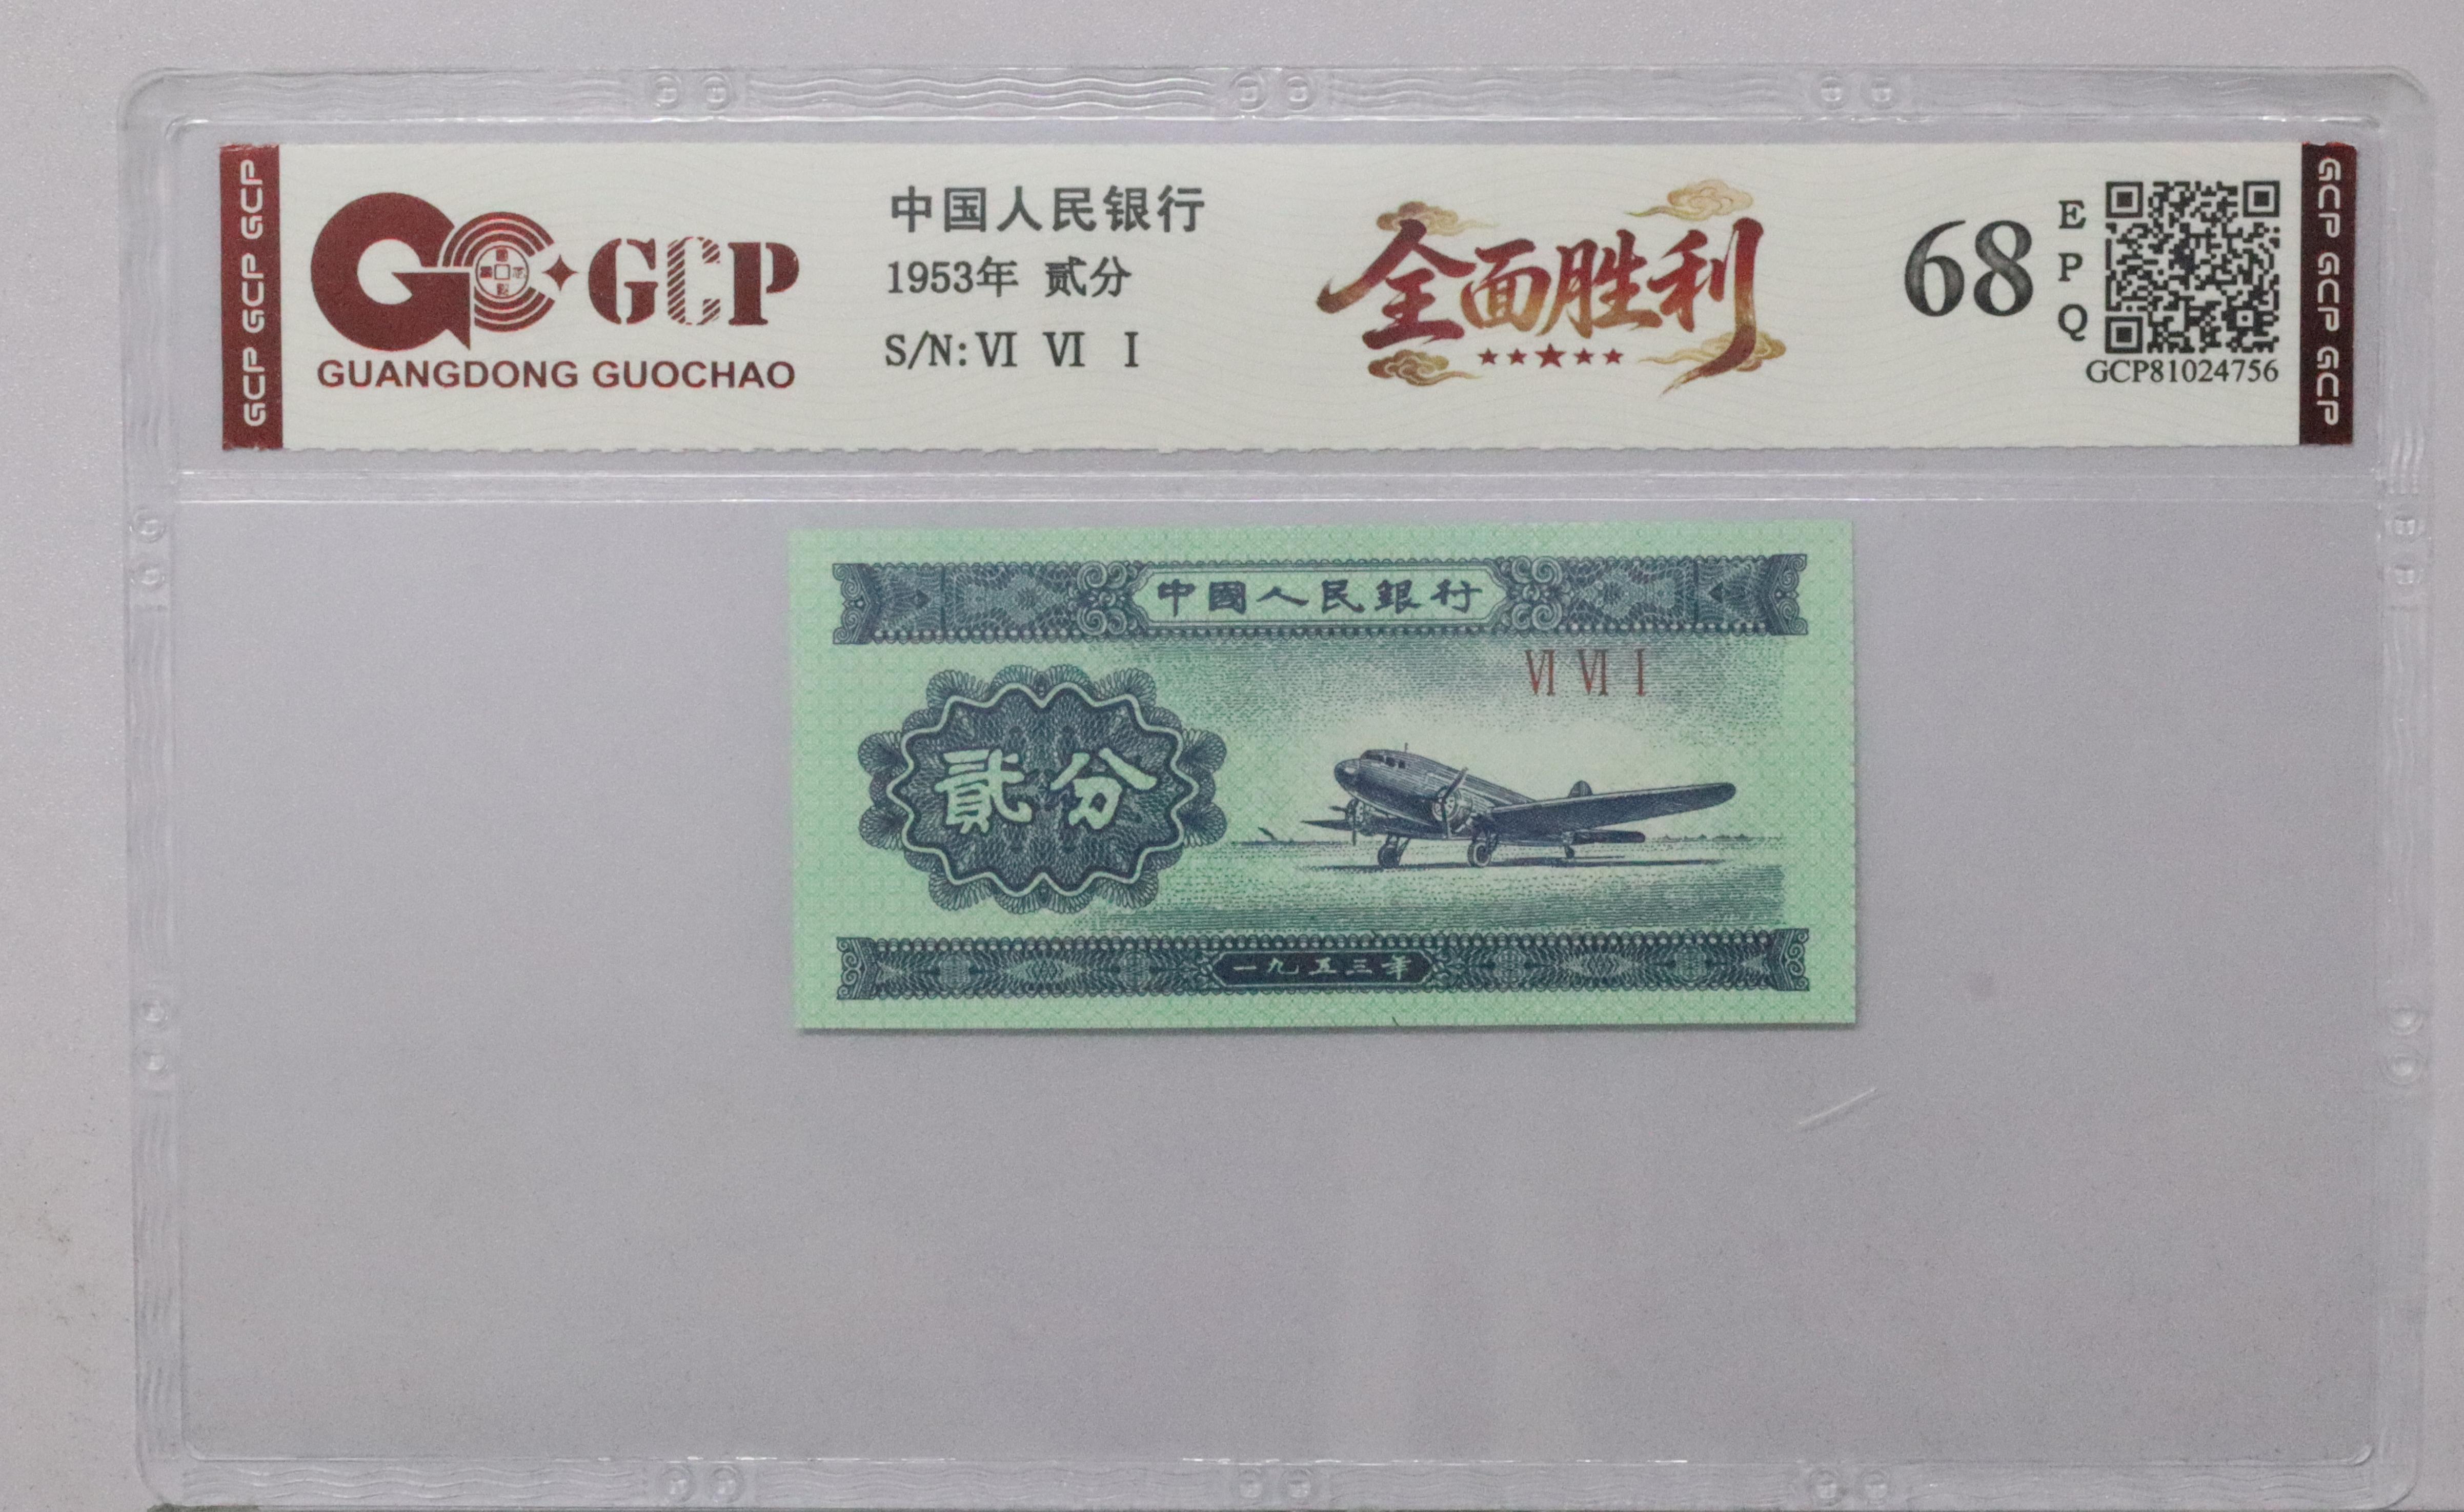 GCP GCP GCP
GCP
GUANGDONG GUOCHAO
中国人民银行
1953年 贰分
S/N: VI VI I
全面胜利
68
E
P
Q
GCP81024756
GCP GCP GCP
中國人民銀行
VI VI I
貳分
一九五三年